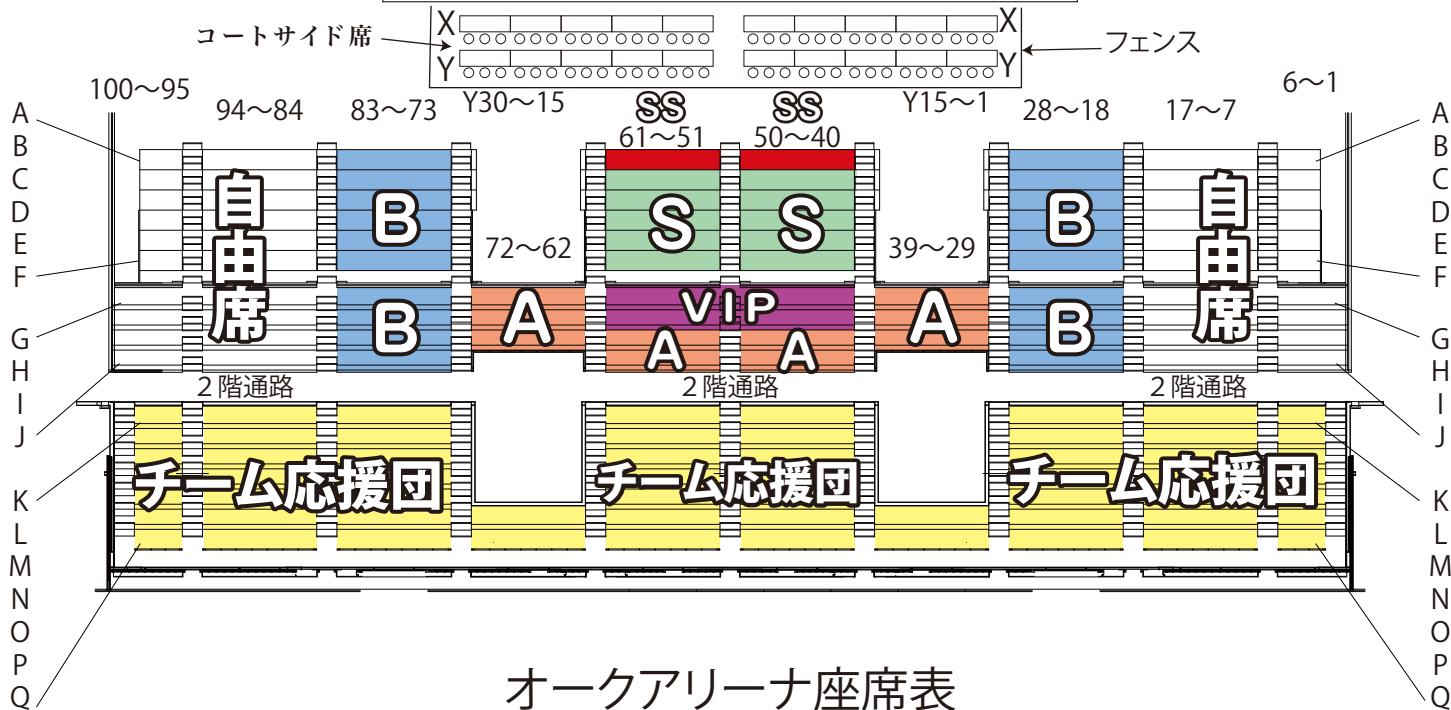 X X
コートサイド席 フェンス
Y Y
100～95 94～84 83～73 Y30～15 SS SS Y15～1 28～18 17～7 6～1
61～51 50～40
A A
B B
C C
D D
E E
F F
自由席 B S S B 自由席
72～62 39～29
G G
H H
I I
J J
B A VIP A B
A A
2階通路 2階通路 2階通路
チーム応援団 チーム応援団 チーム応援団
K K
L L
M M
N N
O O
P P
Q Q
オークアリーナ座席表